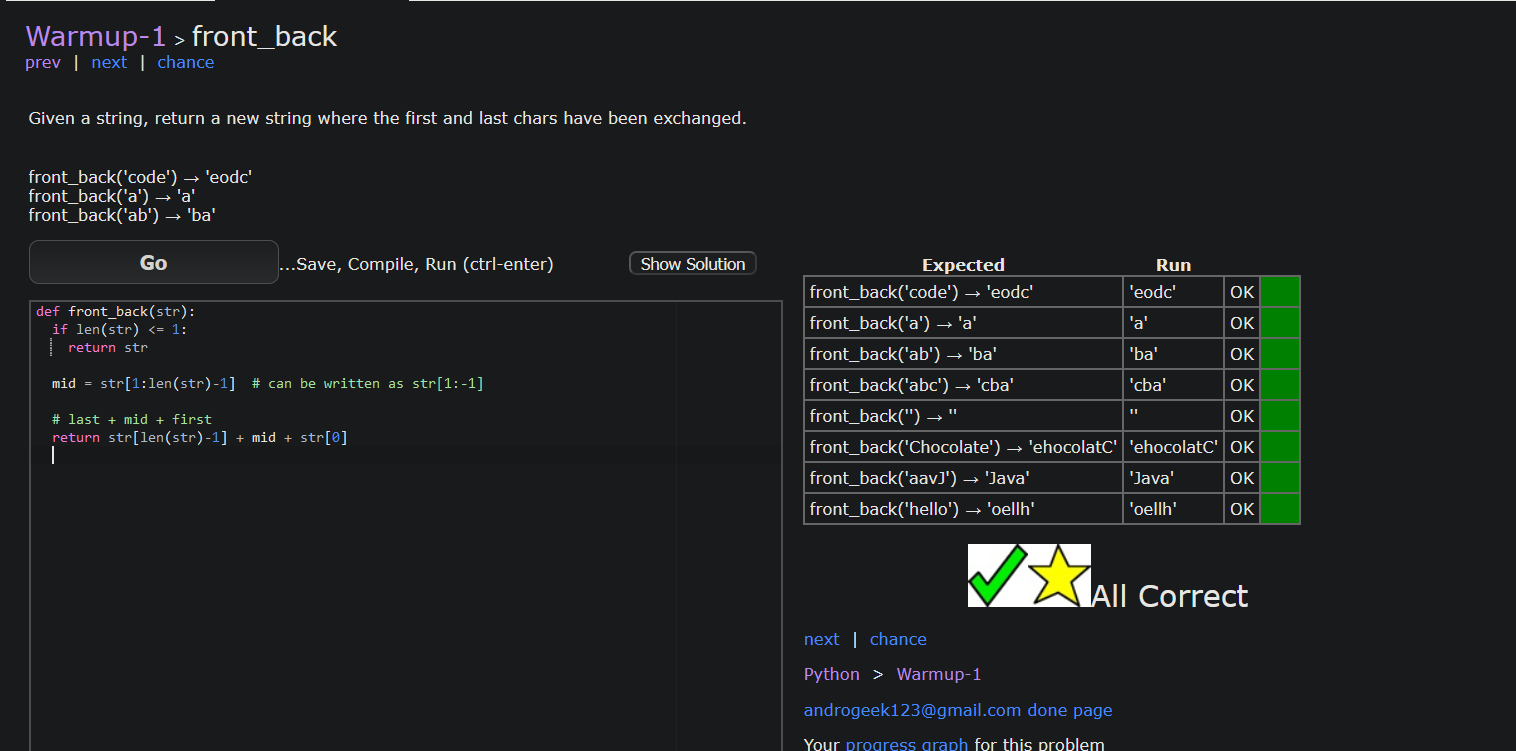 Warmup-1 > front_back
prev | next | chance
Given a string, return a new string where the first and last chars have been exchanged.
front_back('code') → 'eodc'
front_back('a') → 'a'
front_back('ab') → 'ba'
Go ...Save, Compile, Run (ctrl-enter) Show Solution
def front_back(str):
  if len(str) <= 1:
    return str
  mid = str[1:len(str)-1]  # can be written as str[1:-1]
  # last + mid + first
  return str[len(str)-1] + mid + str[0]
Expected Run
front_back('code') → 'eodc' 'eodc' OK
front_back('a') → 'a' 'a' OK
front_back('ab') → 'ba' 'ba' OK
front_back('abc') → 'cba' 'cba' OK
front_back('') → '' '' OK
front_back('Chocolate') → 'ehocolatC' 'ehocolatC' OK
front_back('aavJ') → 'Java' 'Java' OK
front_back('hello') → 'oellh' 'oellh' OK
All Correct
next | chance
Python > Warmup-1
androgeek123@gmail.com done page
Your progress graph for this problem